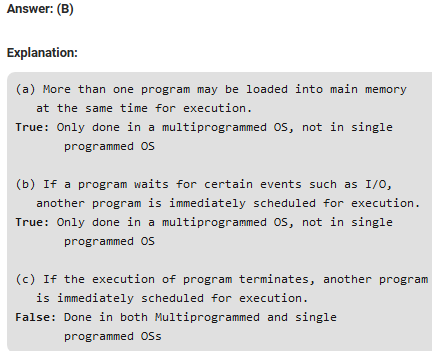 Answer: (B)
Explanation:
(a) More than one program may be loaded into main memory
at the same time for execution.
True: Only done in a multiprogrammed OS, not in single
programmed OS
(b) If a program waits for certain events such as I/O,
another program is immediately scheduled for execution.
True: Only done in a multiprogrammed OS, not in single
programmed OS
(c) If the execution of program terminates, another program
is immediately scheduled for execution.
False: Done in both Multiprogrammed and single
programmed OSs